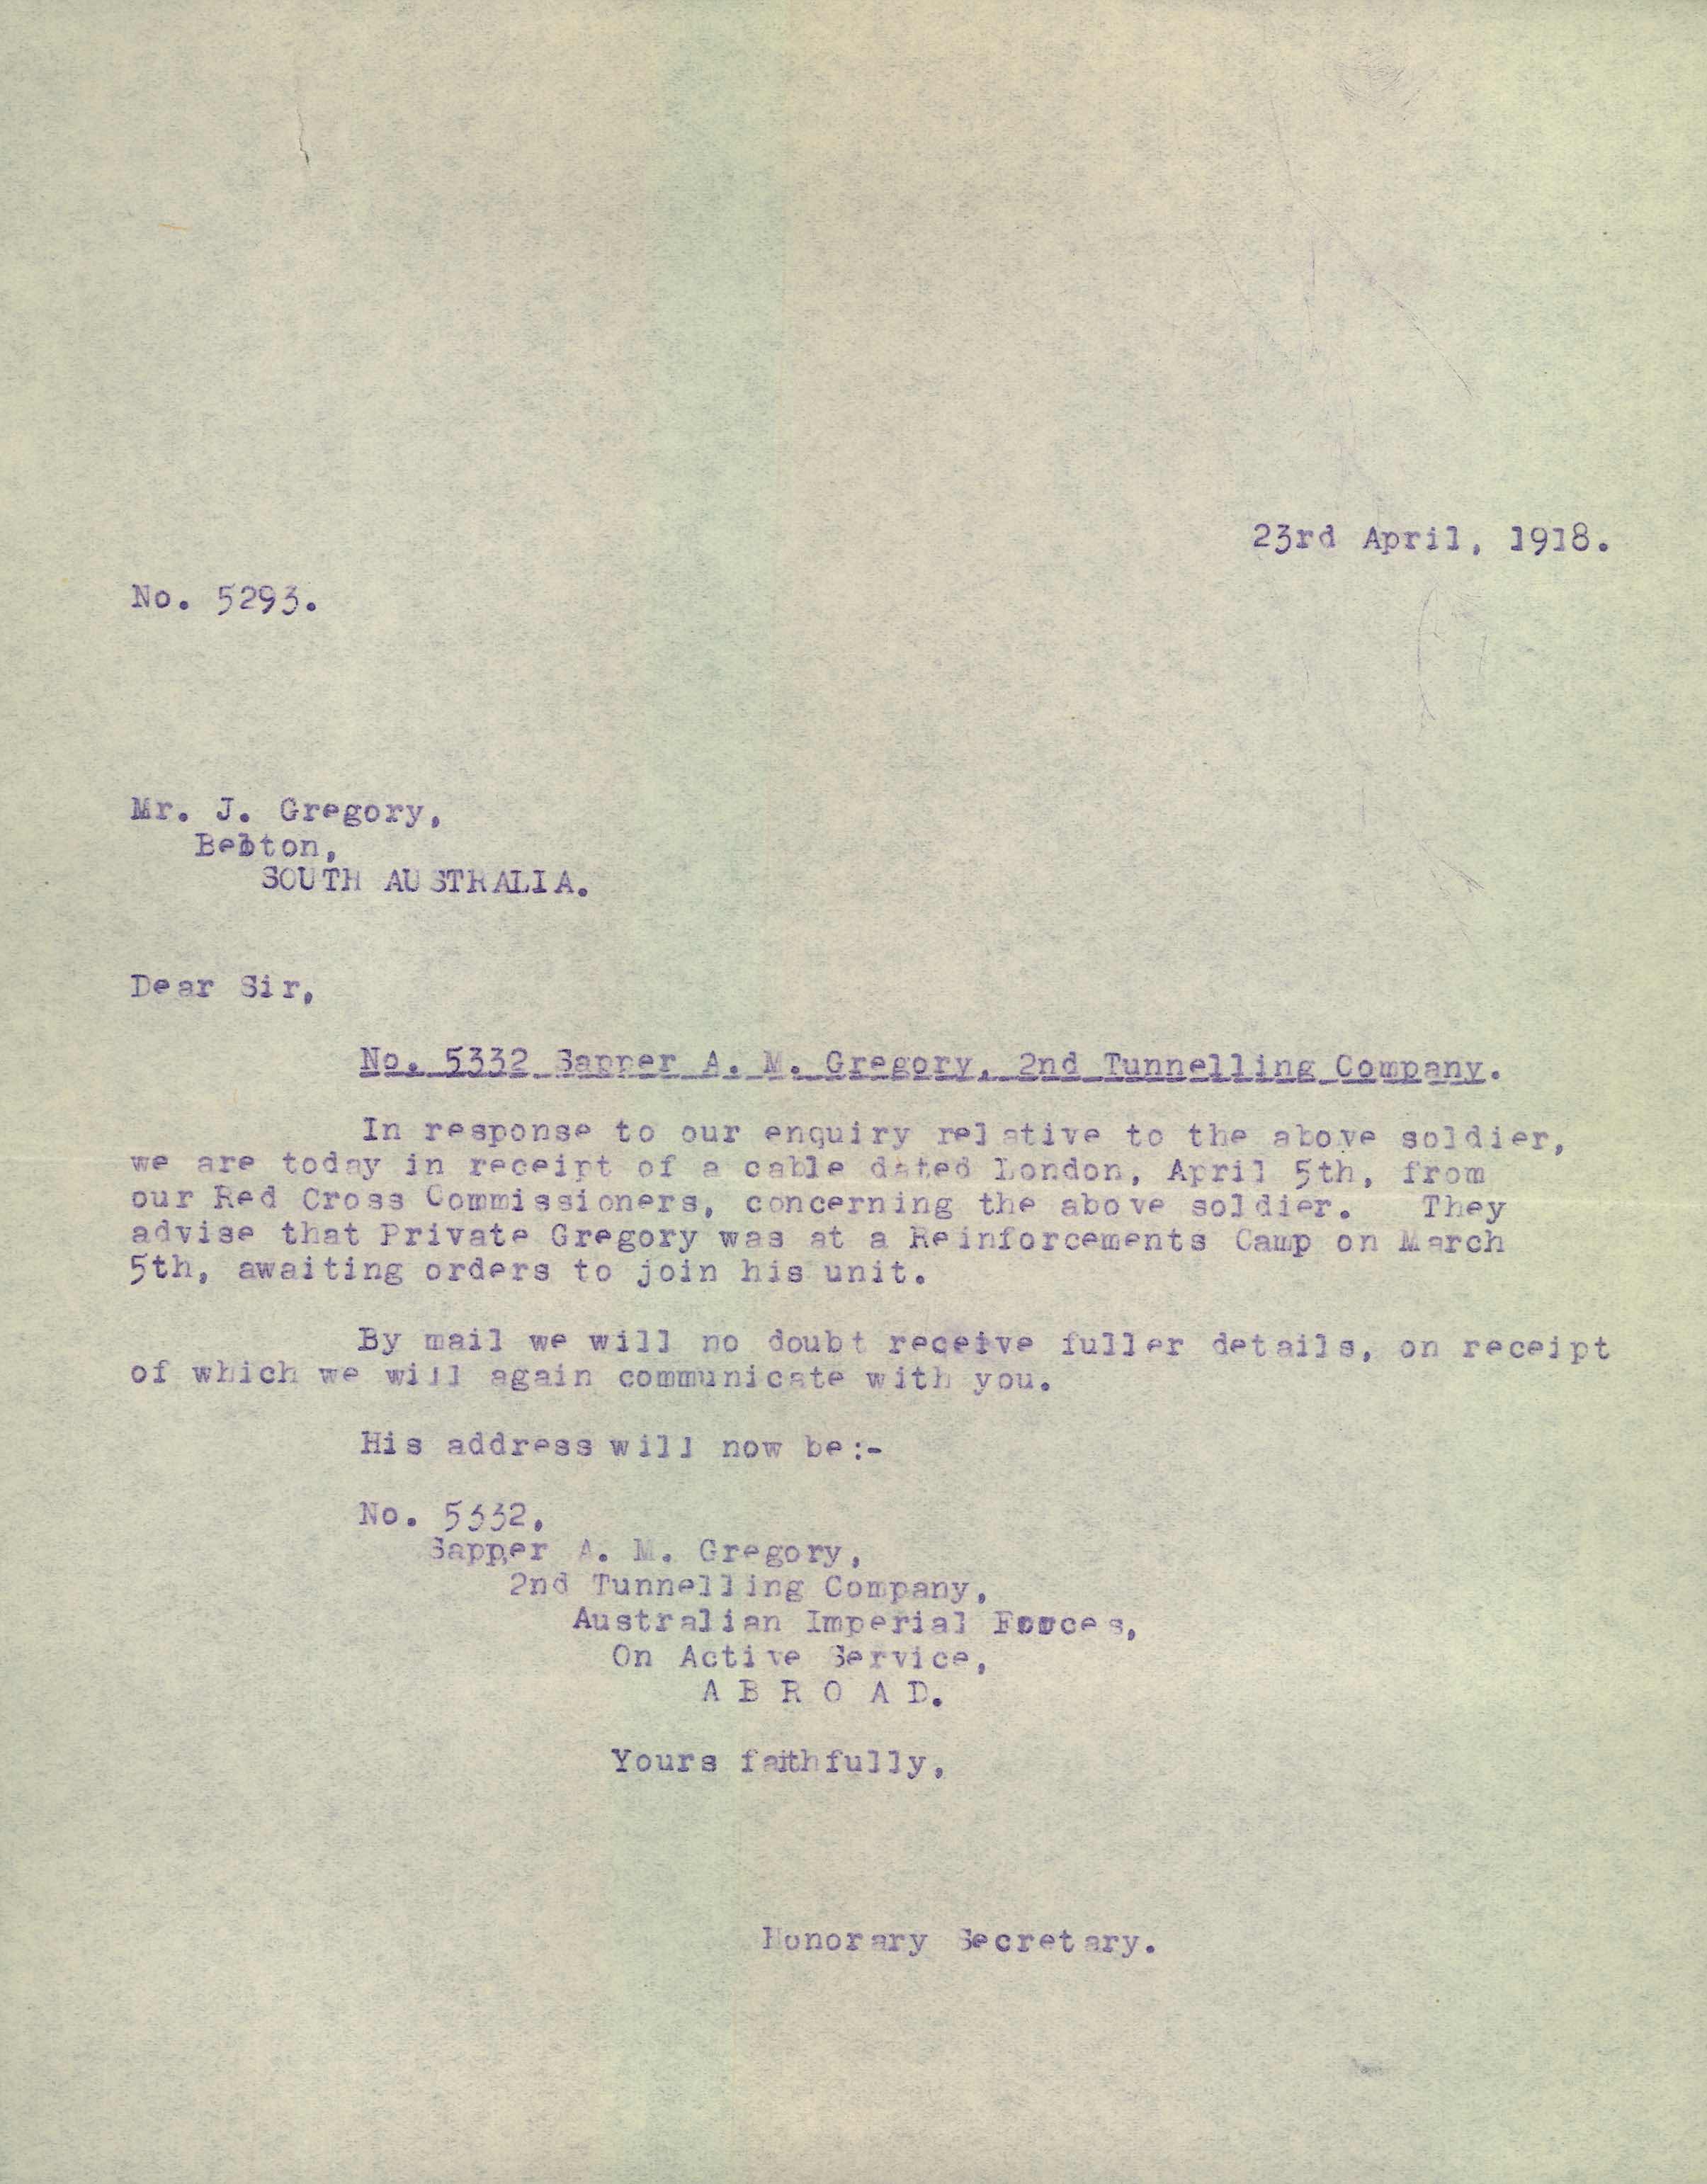 23rd April, 1918.
No. 5293.
Mr. J. Gregory,
Belton,
SOUTH AUSTRALIA.
Dear Sir,
No. 5332 Sapper A. M. Gregory, 2nd Tunnelling Company.
In response to our enquiry relative to the above soldier,
we are today in receipt of a cable dated London, April 5th, from
our Red Cross Commissioners, concerning the above soldier. They
advise that Private Gregory was at a Reinforcements Camp on March
5th, awaiting orders to join his unit.
By mail we will no doubt receive fuller details, on receipt
of which we will again communicate with you.
His address will now be:-
No. 5332,
Sapper A. M. Gregory,
2nd Tunnelling Company,
Australian Imperial Forces,
On Active Service,
A B R O A D.
Yours faithfully,
Honorary Secretary.